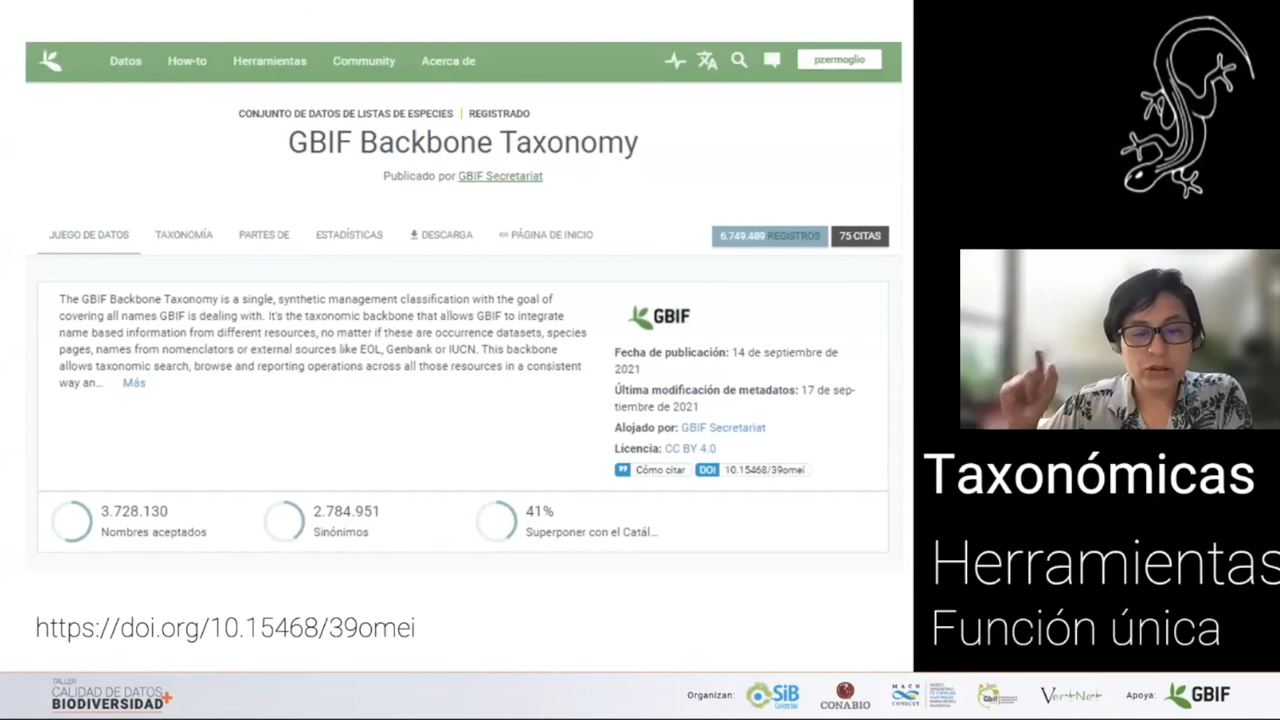 Datos How-to Herramientas Community Acerca de pzermoglio
CONJUNTO DE DATOS DE LISTAS DE ESPECIES | REGISTRADO
GBIF Backbone Taxonomy
Publicado por GBIF Secretariat
JUEGO DE DATOS TAXONOMÍA PARTES DE ESTADÍSTICAS DESCARGA PÁGINA DE INICIO 6.749.489 REGISTROS 75 CITAS
The GBIF Backbone Taxonomy is a single, synthetic management classification with the goal of
covering all names GBIF is dealing with. It's the taxonomic backbone that allows GBIF to integrate
name based information from different resources, no matter if these are occurrence datasets, species
pages, names from nomenclators or external sources like EOL, Genbank or IUCN. This backbone
allows taxonomic search, browse and reporting operations across all those resources in a consistent
way an... Más
GBIF
Fecha de publicación: 14 de septiembre de
2021
Última modificación de metadatos: 17 de sep-
tiembre de 2021
Alojado por: GBIF Secretariat
Licencia: CC BY 4.0
Cómo citar DOI 10.15468/39omei
3.728.130
Nombres aceptados
2.784.951
Sinónimos
41%
Superponer con el Catál...
https://doi.org/10.15468/39omei
Taxonómicas
Herramientas
Función única
TALLER
CALIDAD DE DATOS
BIODIVERSIDAD+
Organizan: SiB Colombia CONABIO MACN CONICET VertNet Apoya: GBIF